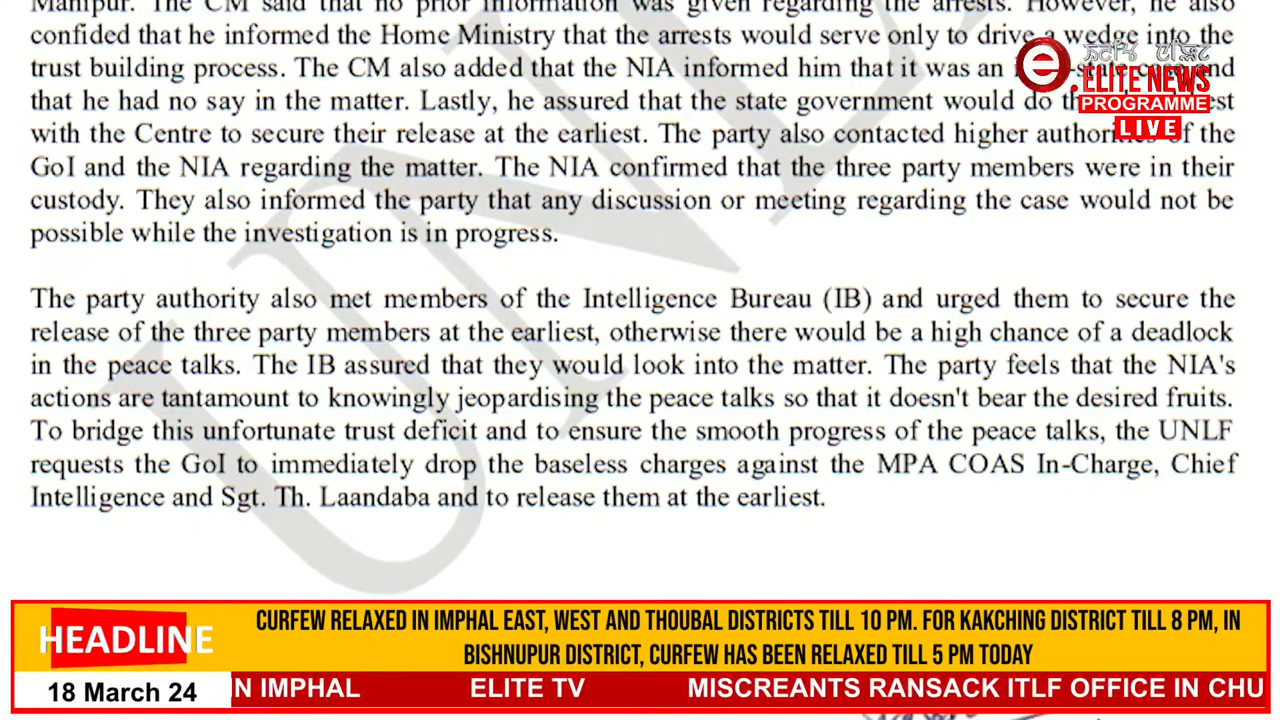 Manipur. The CM said that no prior information was given regarding the arrests. However, he also
confided that he informed the Home Ministry that the arrests would serve only to drive a wedge into the
trust building process. The CM also added that the NIA informed him that it was an and
that he had no say in the matter. Lastly, he assured that the state government would do
with the Centre to secure their release at the earliest. The party also contacted higher of the
GoI and the NIA regarding the matter. The NIA confirmed that the three party members were in their
custody. They also informed the party that any discussion or meeting regarding the case would not be
possible while the investigation is in progress.
The party authority also met members of the Intelligence Bureau (IB) and urged them to secure the
release of the three party members at the earliest, otherwise there would be a high chance of a deadlock
in the peace talks. The IB assured that they would look into the matter. The party feels that the NIA's
actions are tantamount to knowingly jeopardising the peace talks so that it doesn't bear the desired fruits.
To bridge this unfortunate trust deficit and to ensure the smooth progress of the peace talks, the UNLF
requests the GoI to immediately drop the baseless charges against the MPA COAS In-Charge, Chief
Intelligence and Sgt. Th. Laandaba and to release them at the earliest.
e.ELITE NEWS
PROGRAMME
LIVE
HEADLINE
CURFEW RELAXED IN IMPHAL EAST, WEST AND THOUBAL DISTRICTS TILL 10 PM. FOR KAKCHING DISTRICT TILL 8 PM, IN
BISHNUPUR DISTRICT, CURFEW HAS BEEN RELAXED TILL 5 PM TODAY
18 March 24
N IMPHAL ELITE TV MISCREANTS RANSACK ITLF OFFICE IN CHU